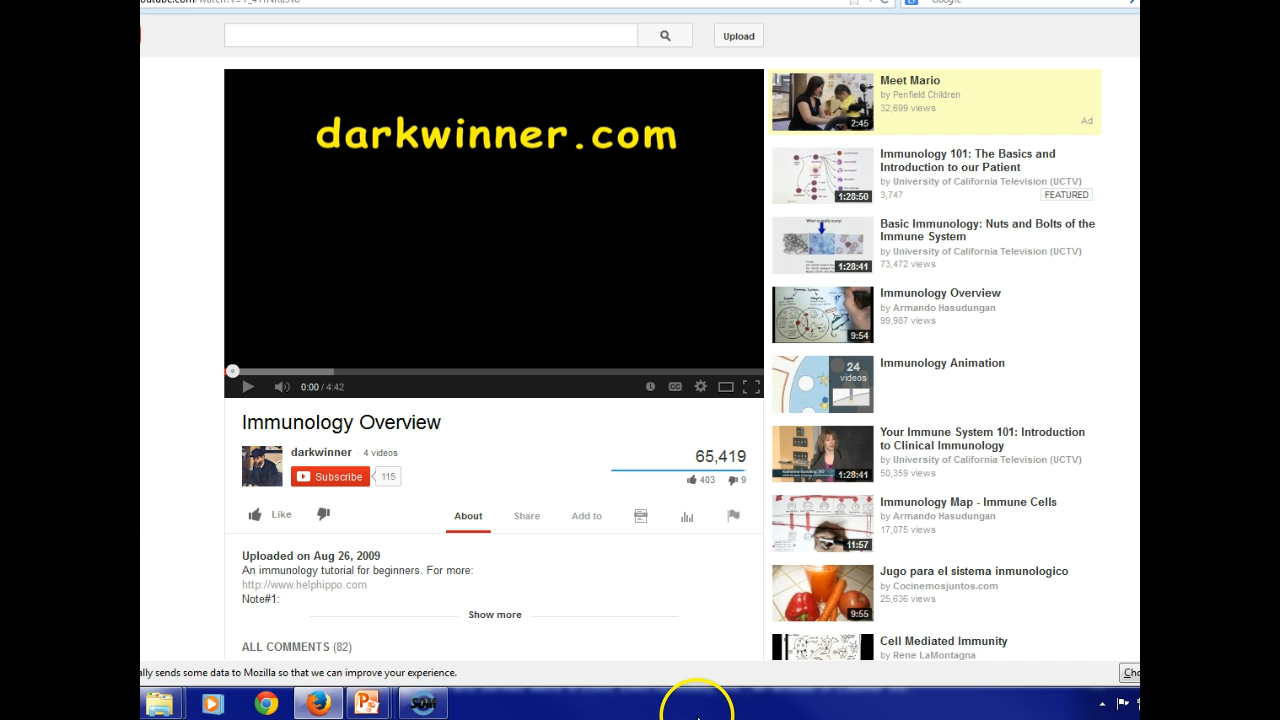 Upload
darkwinner.com
0:00 / 4:42
Immunology Overview
darkwinner · 4 videos
Subscribe 115
65,419
403 9
Like
About Share Add to
Uploaded on Aug 26, 2009
An immunology tutorial for beginners. For more:
http://www.helphippo.com
Note#1:
Show more
ALL COMMENTS (82)
Meet Mario
by Penfield Children
32,699 views
Ad
2:45
Immunology 101: The Basics and
Introduction to our Patient
by University of California Television (UCTV)
3,747
FEATURED
1:28:50
Basic Immunology: Nuts and Bolts of the
Immune System
by University of California Television (UCTV)
73,472 views
1:28:41
Immunology Overview
by Armando Hasudungan
99,987 views
9:54
Immunology Animation
24
videos
Your Immune System 101: Introduction
to Clinical Immunology
by University of California Television (UCTV)
50,359 views
1:28:41
Immunology Map - Immune Cells
by Armando Hasudungan
17,075 views
11:57
Jugo para el sistema inmunologico
by Cocinemosjuntos.com
25,636 views
9:55
Cell Mediated Immunity
by Rene LaMontagna
ally sends some data to Mozilla so that we can improve your experience.
SOM